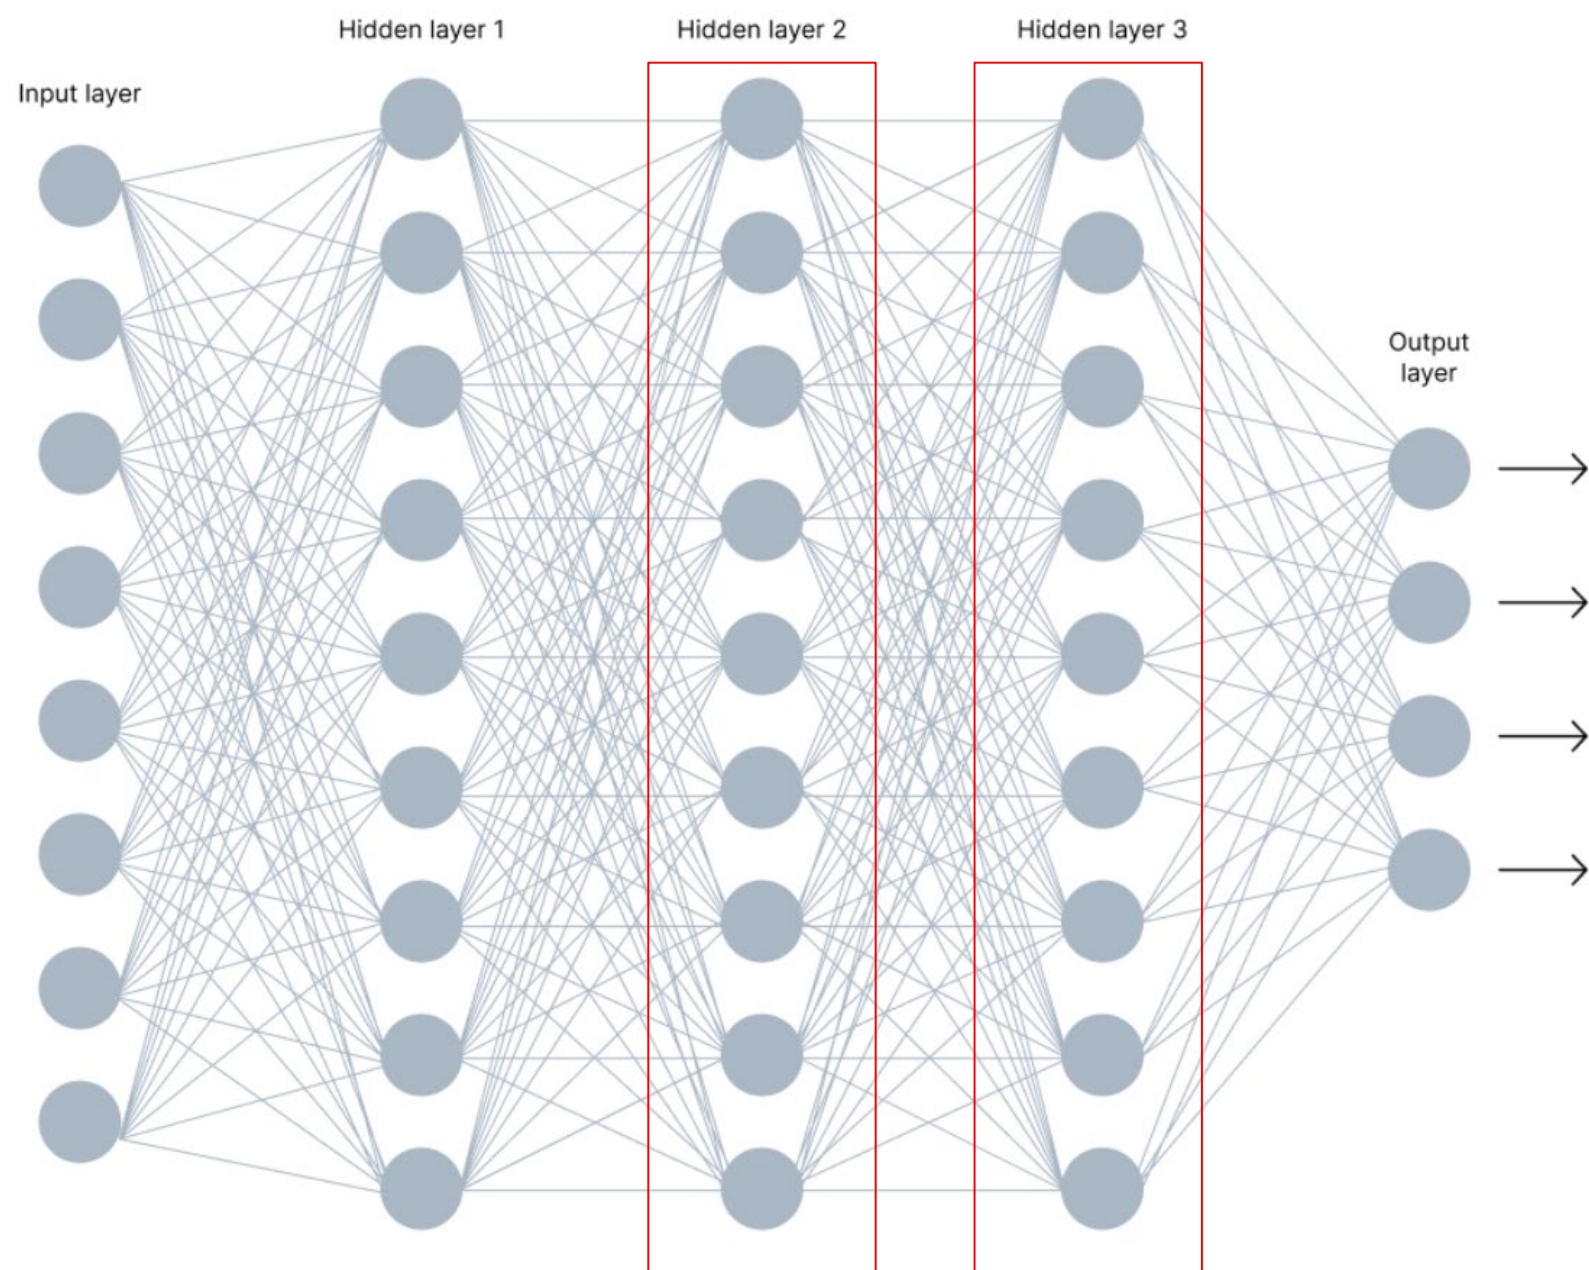 Input layer
Hidden layer 1
Hidden layer 2
Hidden layer 3
Output
layer